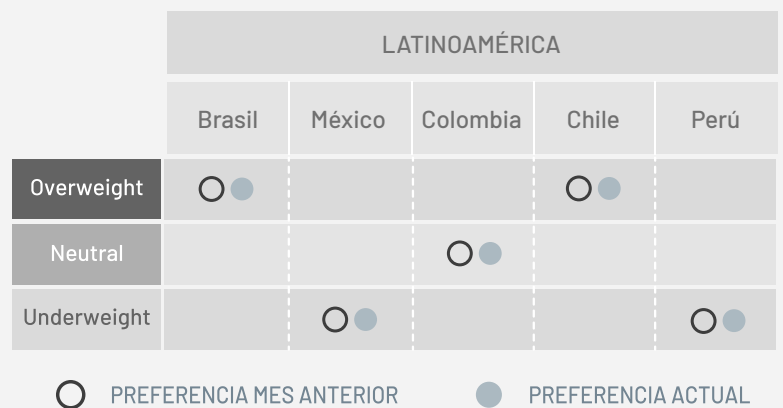 LATINOAMÉRICA
Brasil México Colombia Chile Perú
Overweight
Neutral
Underweight
PREFERENCIA MES ANTERIOR PREFERENCIA ACTUAL